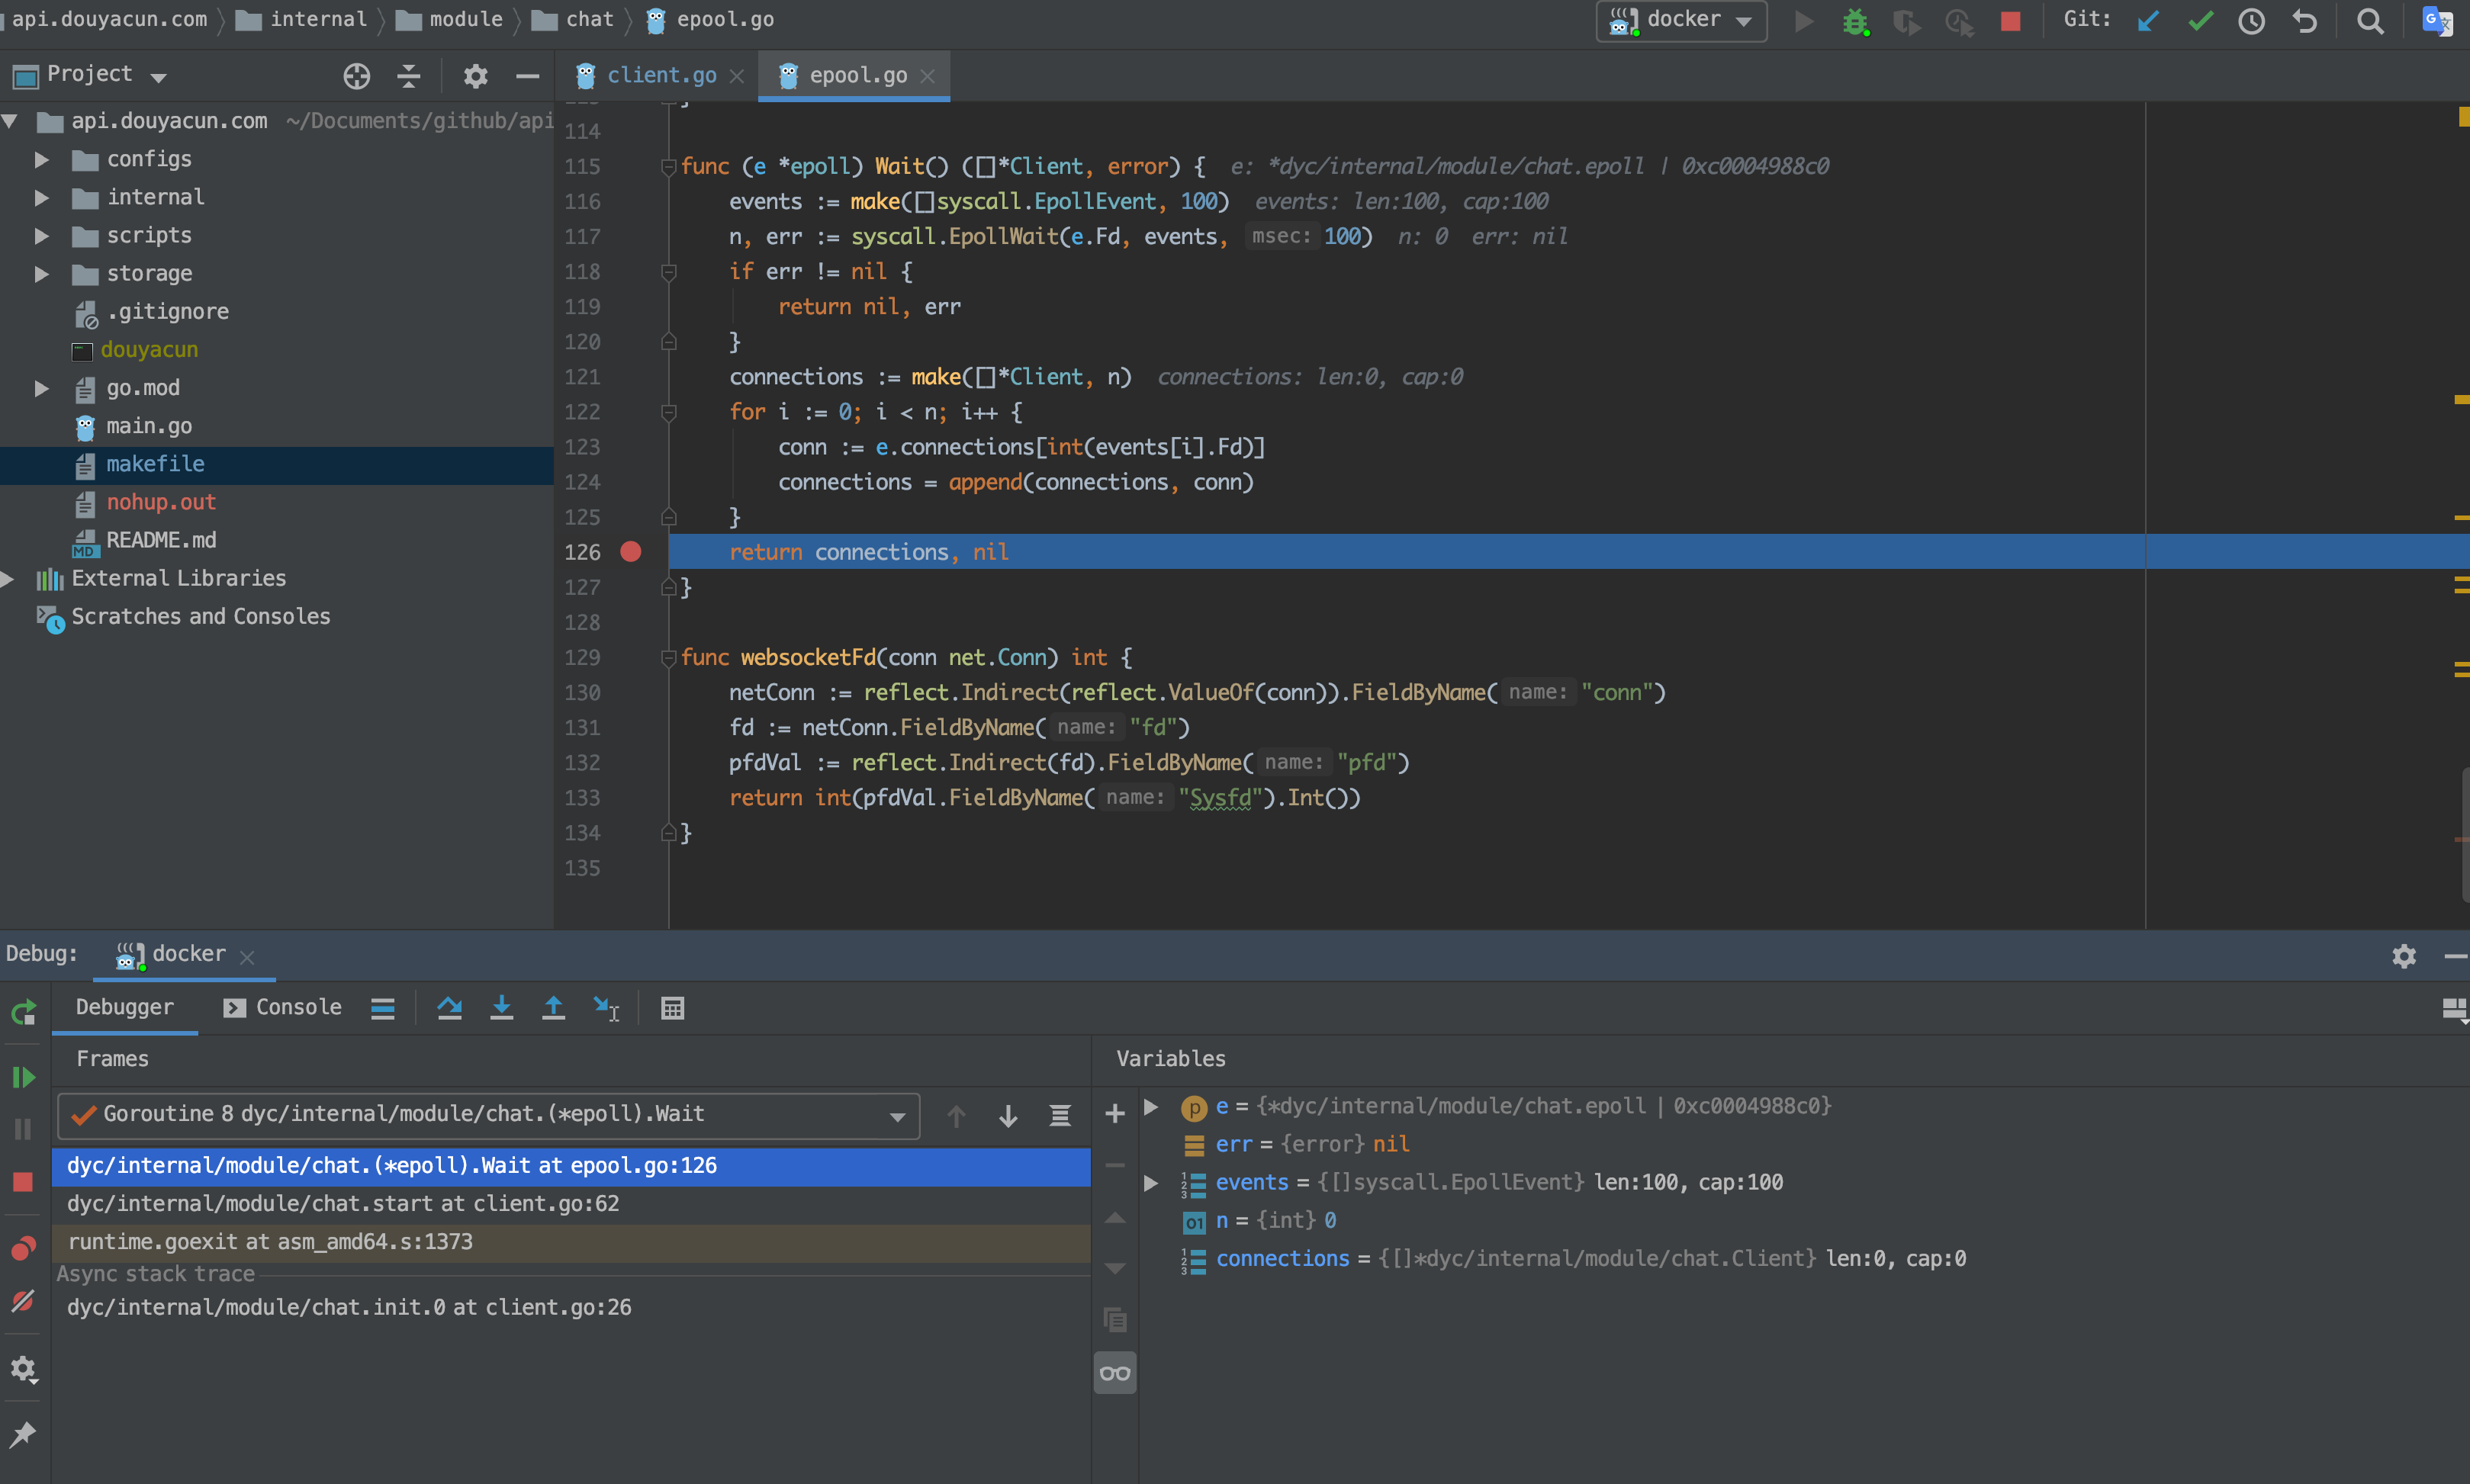 api.douyacun.com internal module chat epool.go docker Git:
Project client.go epool.go
api.douyacun.com ~/Documents/github/api
configs
internal
scripts
storage
.gitignore
douyacun
go.mod
main.go
makefile
nohup.out
README.md
External Libraries
Scratches and Consoles
114
115 func (e *epoll) Wait() ([]*Client, error) { e: *dyc/internal/module/chat.epoll | 0xc0004988c0
116 events := make([]syscall.EpollEvent, 100) events: len:100, cap:100
117 n, err := syscall.EpollWait(e.Fd, events, msec: 100) n: 0 err: nil
118 if err != nil {
119 return nil, err
120 }
121 connections := make([]*Client, n) connections: len:0, cap:0
122 for i := 0; i < n; i++ {
123 conn := e.connections[int(events[i].Fd)]
124 connections = append(connections, conn)
125 }
126 return connections, nil
127 }
128
129 func websocketFd(conn net.Conn) int {
130 netConn := reflect.Indirect(reflect.ValueOf(conn)).FieldByName( name: "conn")
131 fd := netConn.FieldByName( name: "fd")
132 pfdVal := reflect.Indirect(fd).FieldByName( name: "pfd")
133 return int(pfdVal.FieldByName( name: "Sysfd").Int())
134 }
135
Debug: docker
Debugger Console
Frames
Goroutine 8 dyc/internal/module/chat.(*epoll).Wait
dyc/internal/module/chat.(*epoll).Wait at epool.go:126
dyc/internal/module/chat.start at client.go:62
runtime.goexit at asm_amd64.s:1373
Async stack trace
dyc/internal/module/chat.init.0 at client.go:26
Variables
e = {*dyc/internal/module/chat.epoll | 0xc0004988c0}
err = {error} nil
events = {[]syscall.EpollEvent} len:100, cap:100
n = {int} 0
connections = {[]*dyc/internal/module/chat.Client} len:0, cap:0